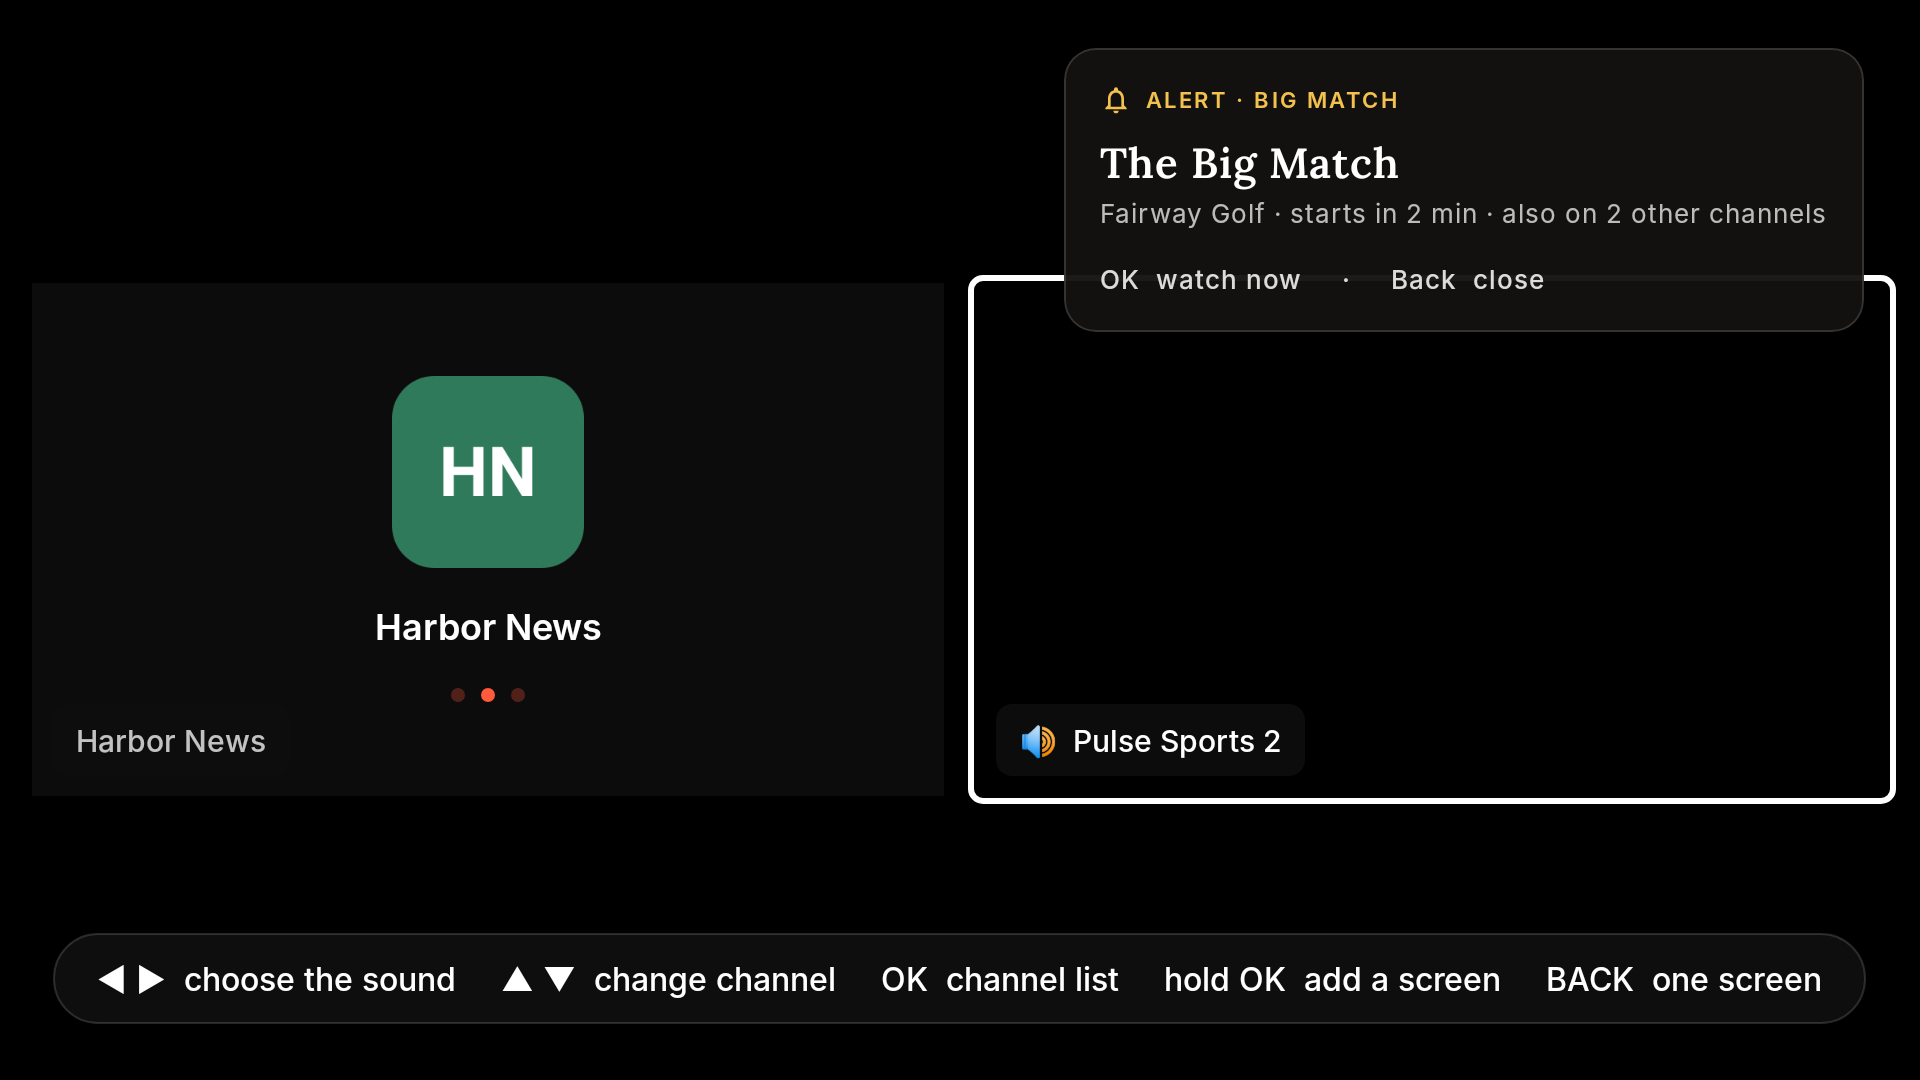 ALERT · BIG MATCH
The Big Match
Fairway Golf · starts in 2 min · also on 2 other channels
OK watch now · Back close
HN
Harbor News
Harbor News
Pulse Sports 2
◀ ▶ choose the sound ▲ ▼ change channel OK channel list hold OK add a screen BACK one screen